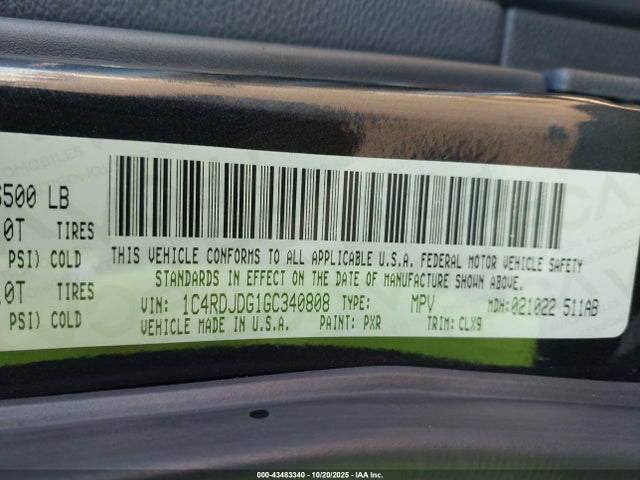 6500 LB
.0T TIRES
PSI) COLD
.0T TIRES
PSI) COLD
THIS VEHICLE CONFORMS TO ALL APPLICABLE U.S.A. FEDERAL MOTOR VEHICLE SAFETY
STANDARDS IN EFFECT ON THE DATE OF MANUFACTURE SHOWN ABOVE.
VIN: 1C4RDJDG1GC340808 TYPE: MPV MDH:021022 511AB
VEHICLE MADE IN U.S.A. PAINT: PXR TRIM: CLX9
000-43483340 - 10/20/2025 - IAA Inc.